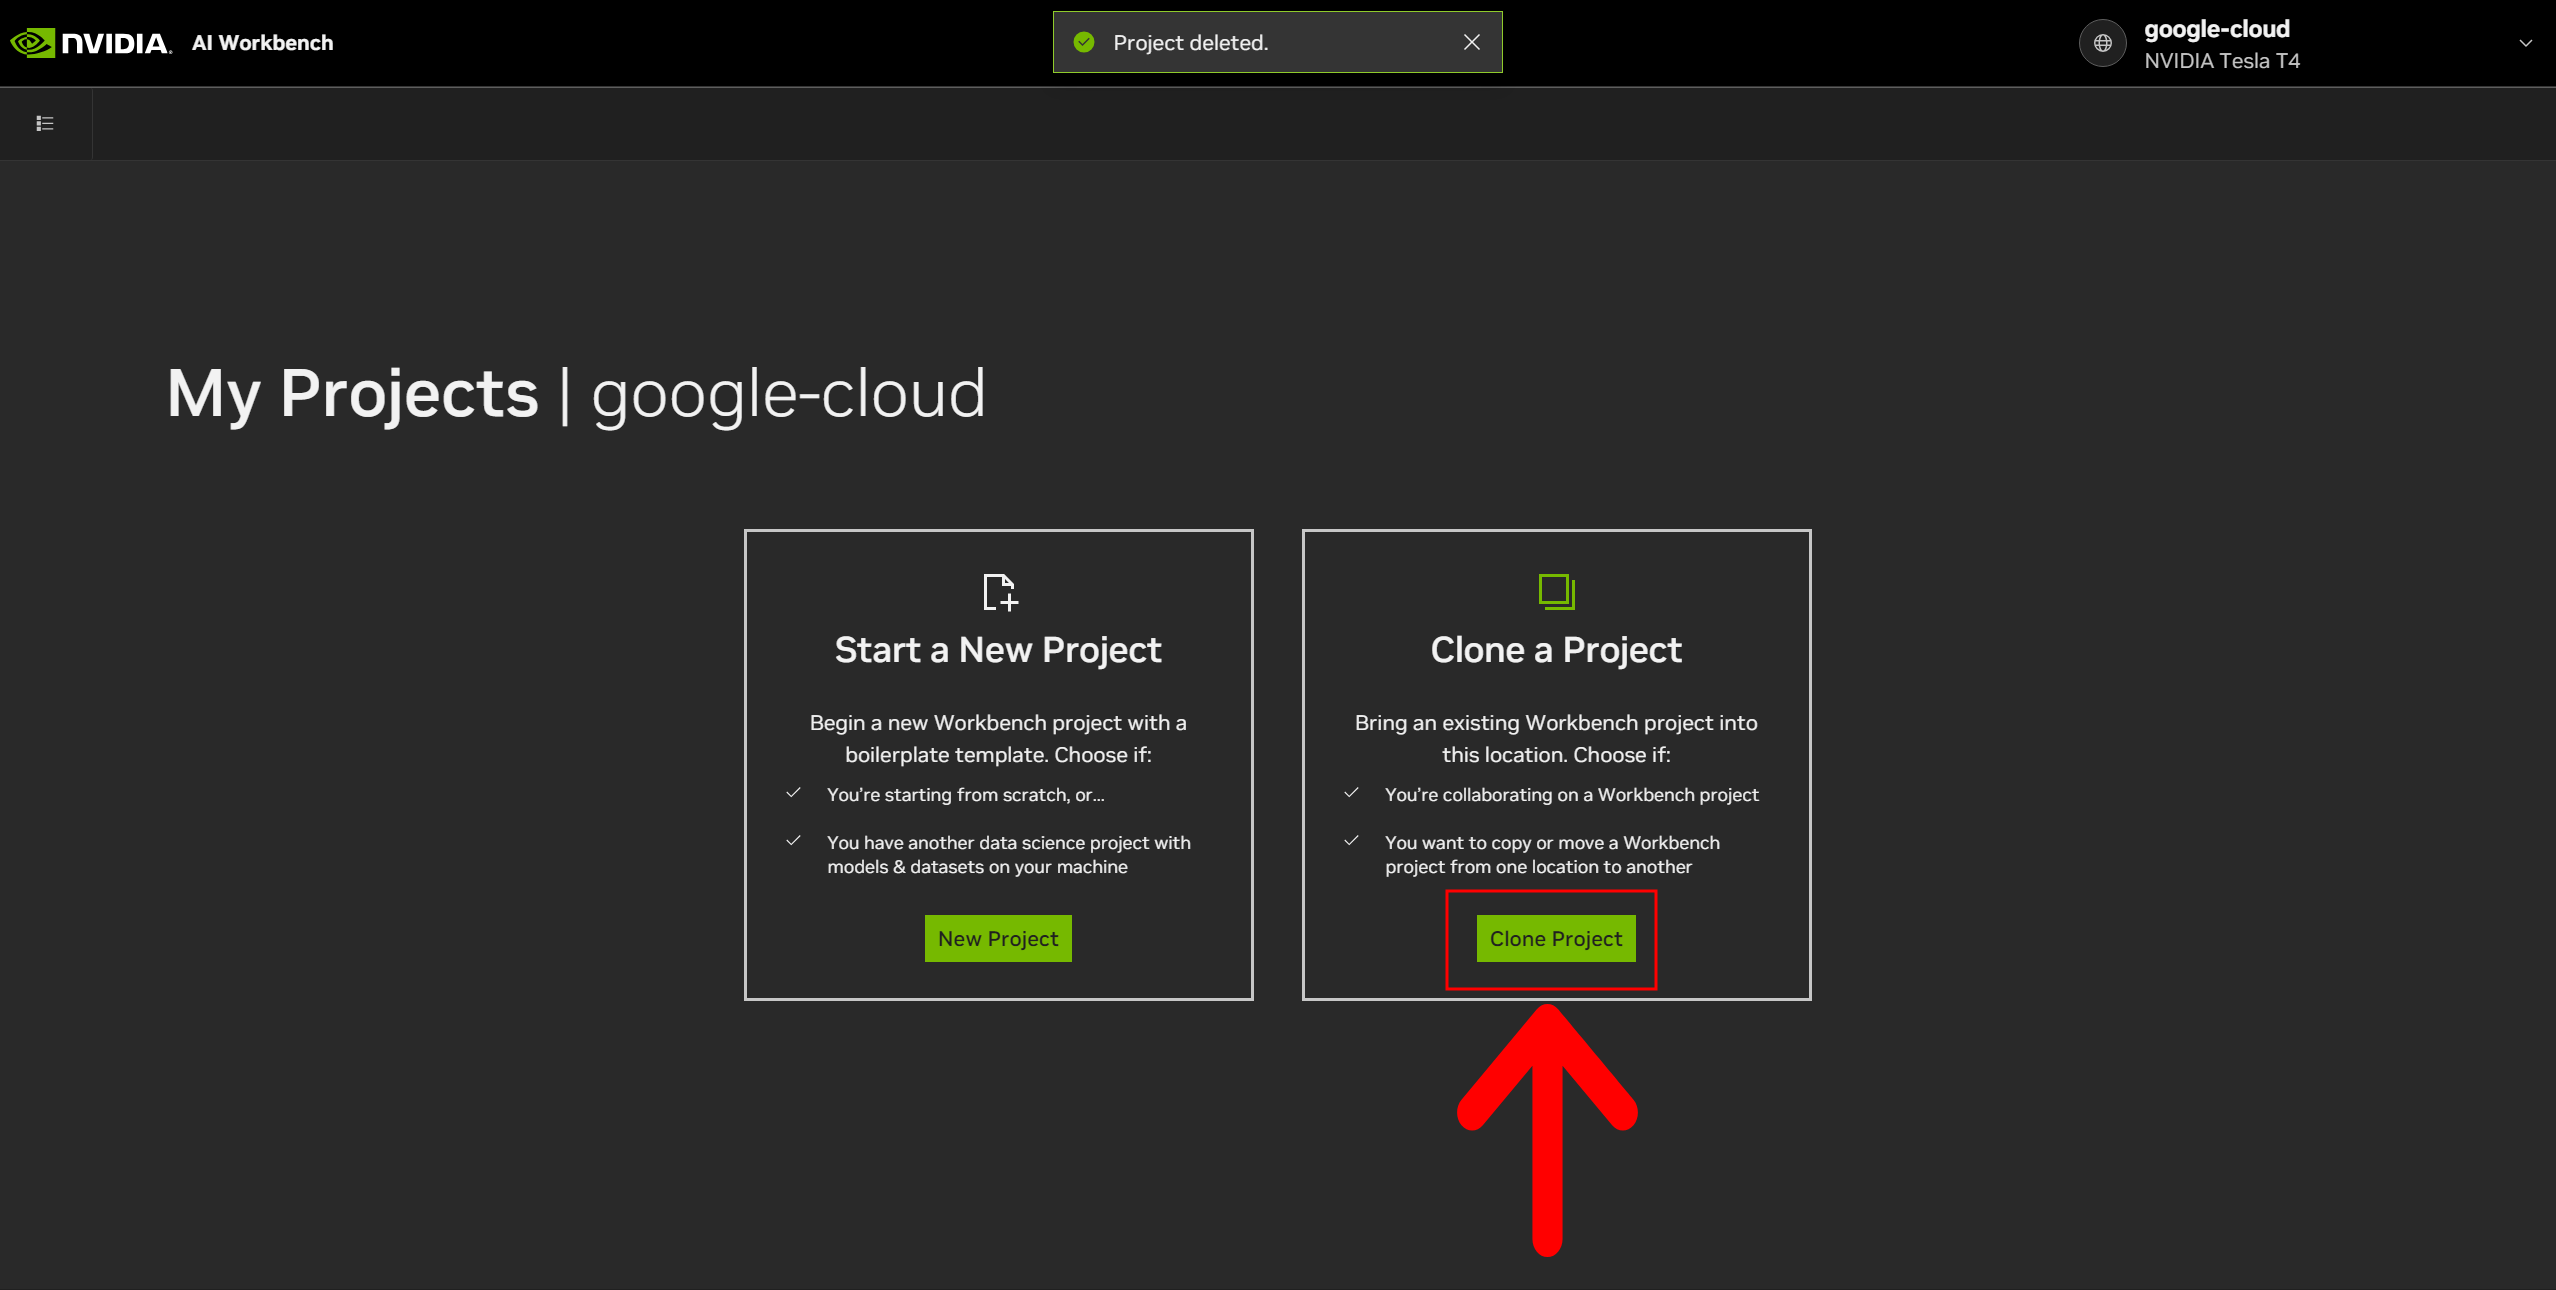 NVIDIA. AI Workbench
Project deleted.
google-cloud
NVIDIA Tesla T4
My Projects | google-cloud
Start a New Project
Begin a new Workbench project with a
boilerplate template. Choose if:
You're starting from scratch, or...
You have another data science project with
models & datasets on your machine
New Project
Clone a Project
Bring an existing Workbench project into
this location. Choose if:
You're collaborating on a Workbench project
You want to copy or move a Workbench
project from one location to another
Clone Project